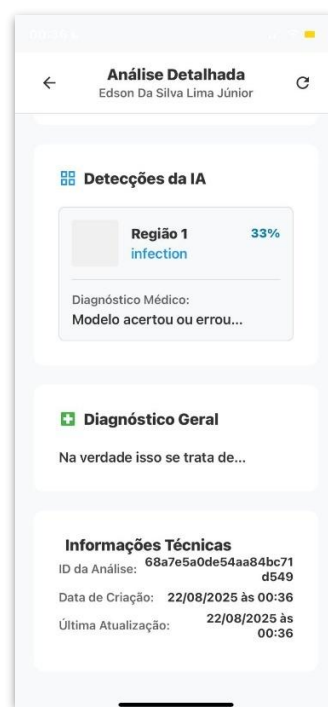 Análise Detalhada
Edson Da Silva Lima Júnior
Detecções da IA
Região 1
33%
infection
Diagnóstico Médico:
Modelo acertou ou errou...
Diagnóstico Geral
Na verdade isso se trata de...
Informações Técnicas
ID da Análise: 68a7e5a0de54aa84bc71
d549
Data de Criação: 22/08/2025 às 00:36
Última Atualização: 22/08/2025 às
00:36